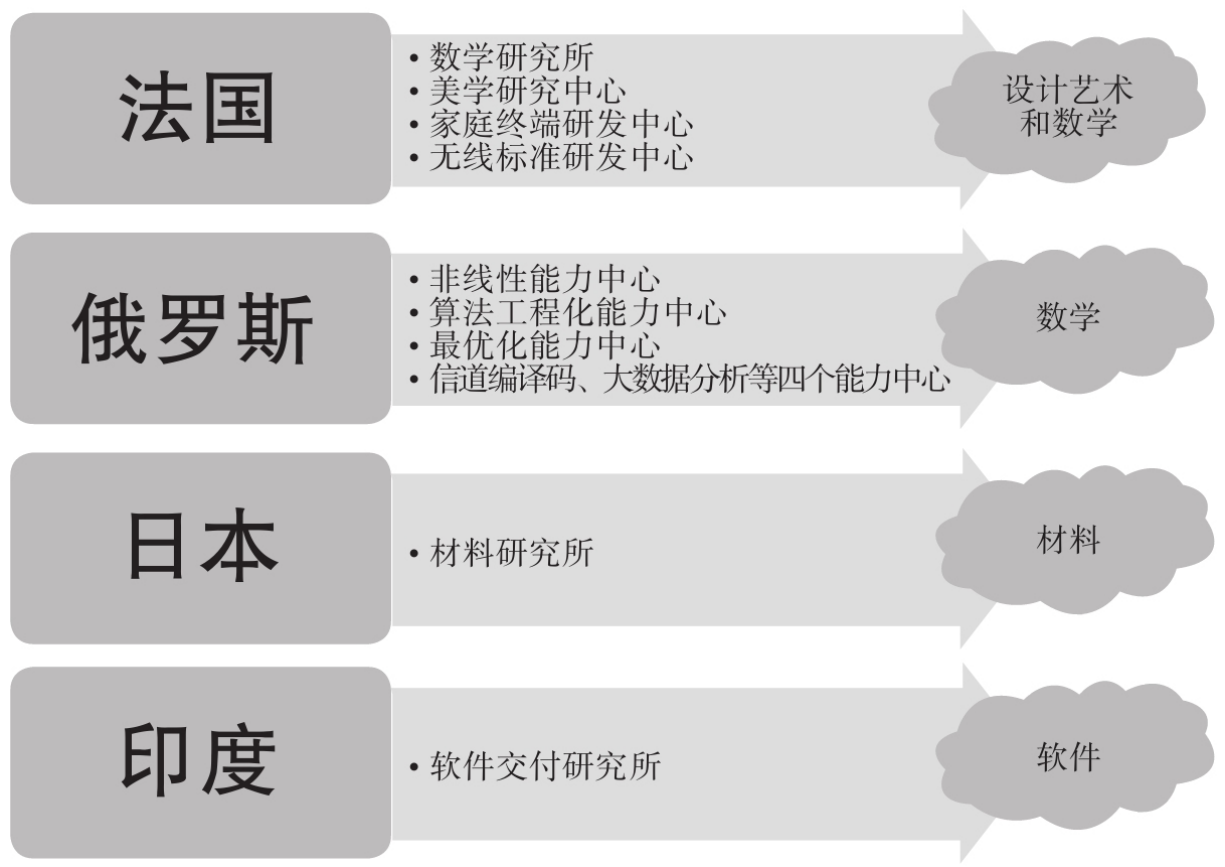 法国
• 数学研究所
• 美学研究中心
• 家庭终端研发中心
• 无线标准研发中心
设计艺术
和数学
俄罗斯
• 非线性能力中心
• 算法工程化能力中心
• 最优化能力中心
• 信道编译码、大数据分析等四个能力中心
数学
日本
• 材料研究所
材料
印度
• 软件交付研究所
软件